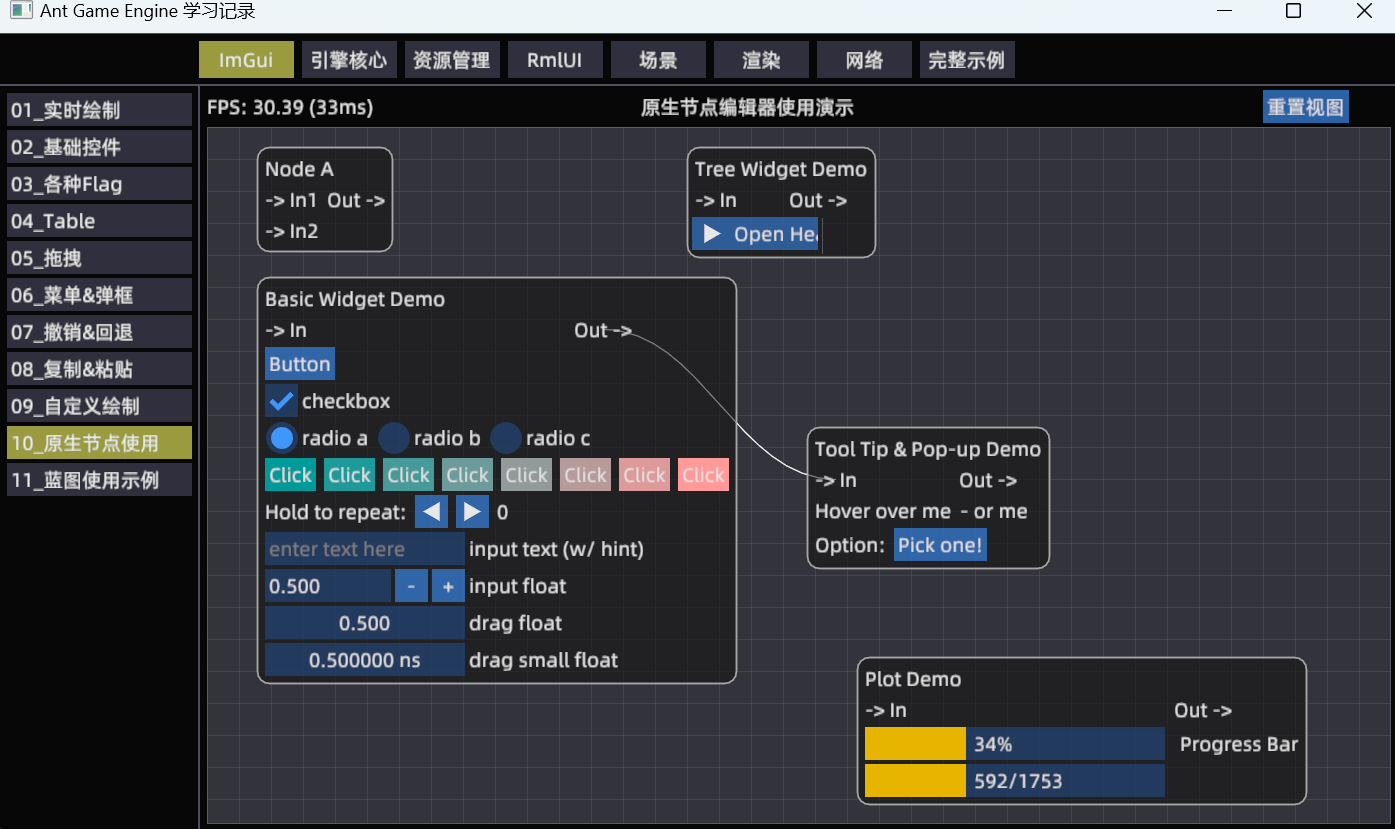 Ant Game Engine 学习记录
ImGui 引擎核心 资源管理 RmlUI 场景 渲染 网络 完整示例
01_实时绘制
02_基础控件
03_各种Flag
04_Table
05_拖拽
06_菜单&弹框
07_撤销&回退
08_复制&粘贴
09_自定义绘制
10_原生节点使用
11_蓝图使用示例
FPS: 30.39 (33ms) 原生节点编辑器使用演示 重置视图
Node A
-> In1 Out ->
-> In2
Tree Widget Demo
-> In Out ->
Open Hea
Basic Widget Demo
-> In Out ->
Button
checkbox
radio a radio b radio c
Click Click Click Click Click Click Click Click
Hold to repeat: 0
enter text here input text (w/ hint)
0.500 - + input float
0.500 drag float
0.500000 ns drag small float
Tool Tip & Pop-up Demo
-> In Out ->
Hover over me - or me
Option: Pick one!
Plot Demo
-> In Out ->
34% Progress Bar
592/1753